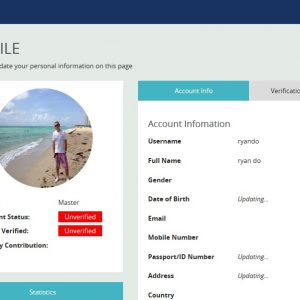 ILE
date your personal information on this page
Account Info
Verificatio
Account Infomation
Username ryando
Full Name ryan do
Gender
Date of Birth Updating...
Email
Mobile Number
Passport/ID Number Updating...
Address Updating...
Country
Master
nt Status: Unverified
Verified: Unverified
y Contribution:
Statistics